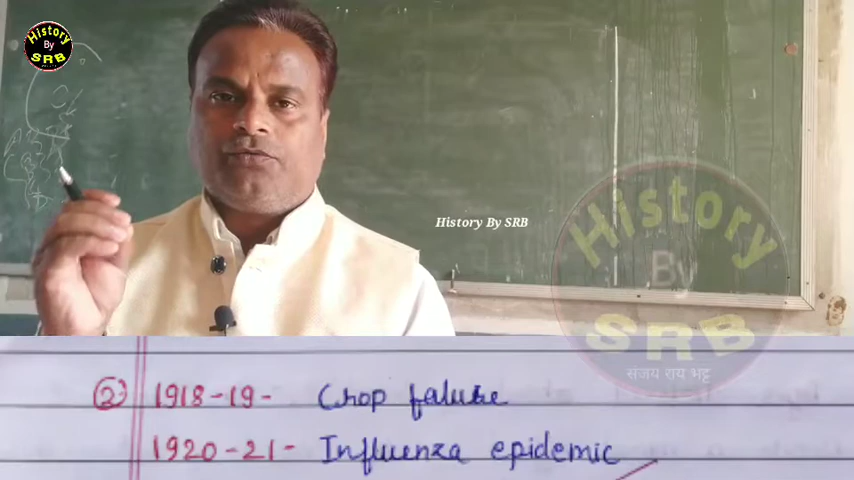 History
By
SRB
History By SRB
History
By
SRB
संजय राय भट्ट
② 1918-19- Crop falure
1920-21- Influenza epidemic